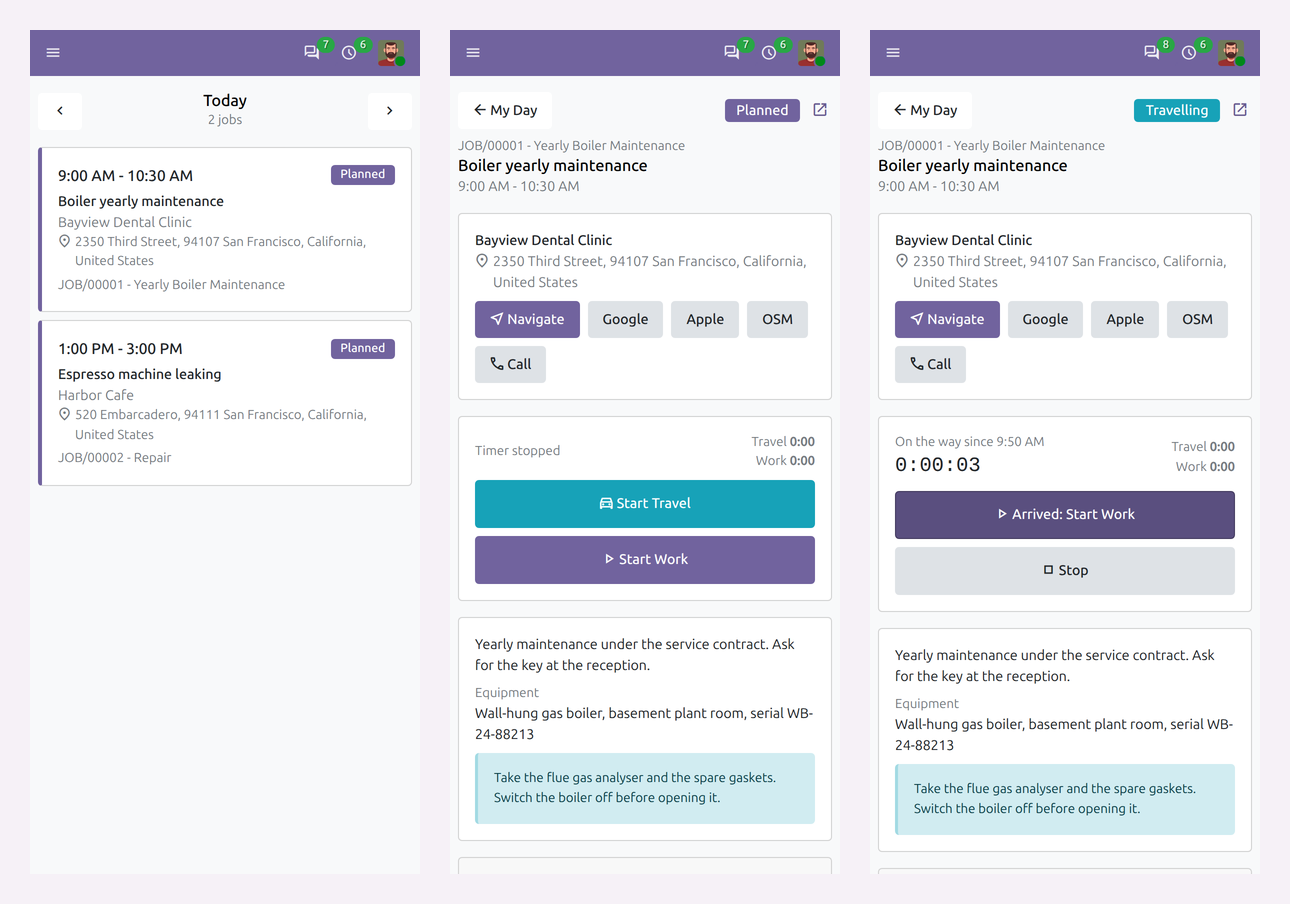 7 6
Today
2 jobs
9:00 AM - 10:30 AM Planned
Boiler yearly maintenance
Bayview Dental Clinic
2350 Third Street, 94107 San Francisco, California,
United States
JOB/00001 - Yearly Boiler Maintenance
1:00 PM - 3:00 PM Planned
Espresso machine leaking
Harbor Cafe
520 Embarcadero, 94111 San Francisco, California,
United States
JOB/00002 - Repair
7 6
My Day Planned
JOB/00001 - Yearly Boiler Maintenance
Boiler yearly maintenance
9:00 AM - 10:30 AM
Bayview Dental Clinic
2350 Third Street, 94107 San Francisco, California,
United States
Navigate Google Apple OSM
Call
Timer stopped
Travel 0:00
Work 0:00
Start Travel
Start Work
Yearly maintenance under the service contract. Ask
for the key at the reception.
Equipment
Wall-hung gas boiler, basement plant room, serial WB-
24-88213
Take the flue gas analyser and the spare gaskets.
Switch the boiler off before opening it.
8 6
My Day Travelling
JOB/00001 - Yearly Boiler Maintenance
Boiler yearly maintenance
9:00 AM - 10:30 AM
Bayview Dental Clinic
2350 Third Street, 94107 San Francisco, California,
United States
Navigate Google Apple OSM
Call
On the way since 9:50 AM
0:00:03
Travel 0:00
Work 0:00
Arrived: Start Work
Stop
Yearly maintenance under the service contract. Ask
for the key at the reception.
Equipment
Wall-hung gas boiler, basement plant room, serial WB-
24-88213
Take the flue gas analyser and the spare gaskets.
Switch the boiler off before opening it.